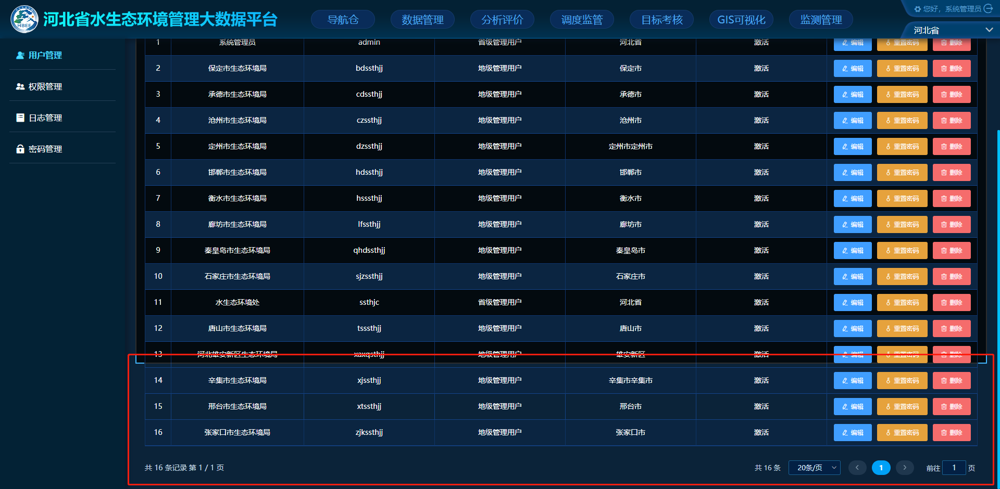 河北省水生态环境管理大数据平台
导航仓 数据管理 分析评价 调度监管 目标考核 GIS可视化 监测管理
您好，系统管理员
河北省
用户管理
权限管理
日志管理
密码管理
1 系统管理员 admin 省级管理用户 河北省 激活 编辑 重置密码 删除
2 保定市生态环境局 bdssthjj 地级管理用户 保定市 激活 编辑 重置密码 删除
3 承德市生态环境局 cdssthjj 地级管理用户 承德市 激活 编辑 重置密码 删除
4 沧州市生态环境局 czssthjj 地级管理用户 沧州市 激活 编辑 重置密码 删除
5 定州市生态环境局 dzssthjj 地级管理用户 定州市定州市 激活 编辑 重置密码 删除
6 邯郸市生态环境局 hdssthjj 地级管理用户 邯郸市 激活 编辑 重置密码 删除
7 衡水市生态环境局 hsssthjj 地级管理用户 衡水市 激活 编辑 重置密码 删除
8 廊坊市生态环境局 lfssthjj 地级管理用户 廊坊市 激活 编辑 重置密码 删除
9 秦皇岛市生态环境局 qhdssthjj 地级管理用户 秦皇岛市 激活 编辑 重置密码 删除
10 石家庄市生态环境局 sjzssthjj 地级管理用户 石家庄市 激活 编辑 重置密码 删除
11 水生态环境处 ssthjc 省级管理用户 河北省 激活 编辑 重置密码 删除
12 唐山市生态环境局 tsssthjj 地级管理用户 唐山市 激活 编辑 重置密码 删除
13 河北雄安新区生态环境局 xaxqsthjj 地级管理用户 雄安新区 激活 编辑 重置密码 删除
14 辛集市生态环境局 xjssthjj 地级管理用户 辛集市辛集市 激活 编辑 重置密码 删除
15 邢台市生态环境局 xtssthjj 地级管理用户 邢台市 激活 编辑 重置密码 删除
16 张家口市生态环境局 zjkssthjj 地级管理用户 张家口市 激活 编辑 重置密码 删除
共 16 条记录 第 1 / 1 页 共 16 条 20条/页 1 前往 1 页
HBEE